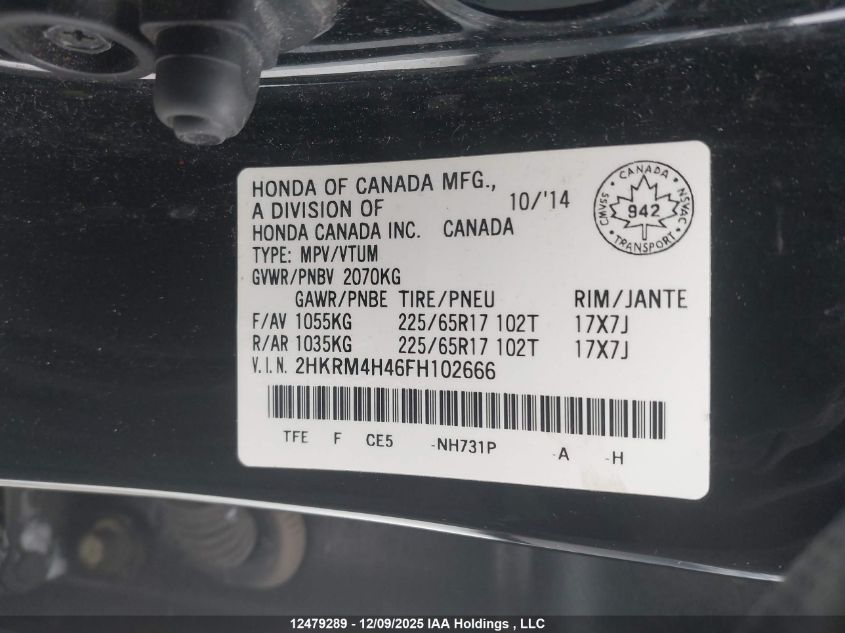 HONDA OF CANADA MFG.,
A DIVISION OF
HONDA CANADA INC. CANADA
10/'14
CANADA
CMVSS 942 NSVAC
TRANSPORT
TYPE: MPV/VTUM
GVWR/PNBV 2070KG
GAWR/PNBE TIRE/PNEU RIM/JANTE
F/AV 1055KG 225/65R17 102T 17X7J
R/AR 1035KG 225/65R17 102T 17X7J
V.I.N. 2HKRM4H46FH102666
TFE F CE5 -NH731P -A -H
12479289 - 12/09/2025 IAA Holdings , LLC